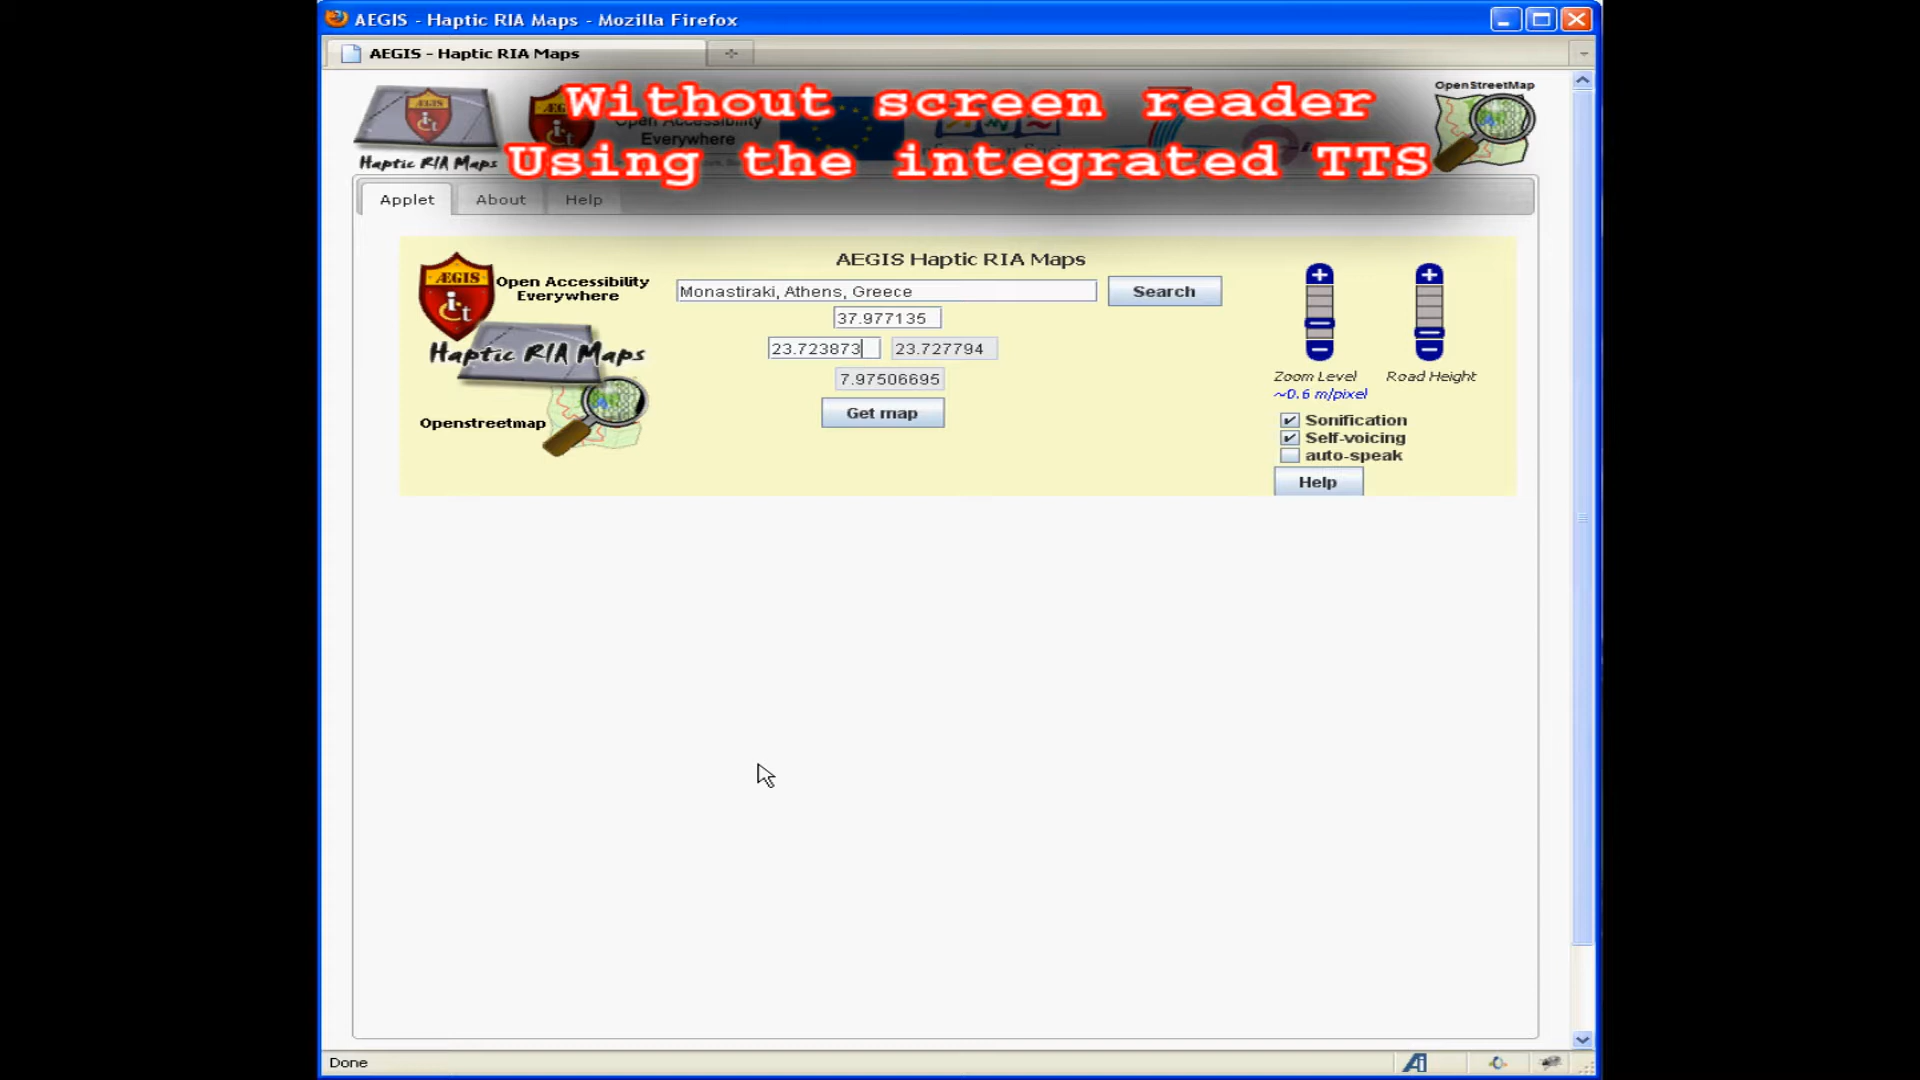 AEGIS - Haptic RIA Maps - Mozilla Firefox
AEGIS - Haptic RIA Maps
Without screen reader
Using the integrated TTS
OpenStreetMap
ÆGIS
Everywhere
Haptic RIA Maps
Applet
About
Help
AEGIS Haptic RIA Maps
ÆGIS
Open Accessibility
Everywhere
Monastiraki, Athens, Greece
Search
37.977135
23.723873
23.727794
7.97506695
Get map
Haptic RIA Maps
Openstreetmap
Zoom Level
~0.6 m/pixel
Road Height
Sonification
Self-voicing
auto-speak
Help
Done